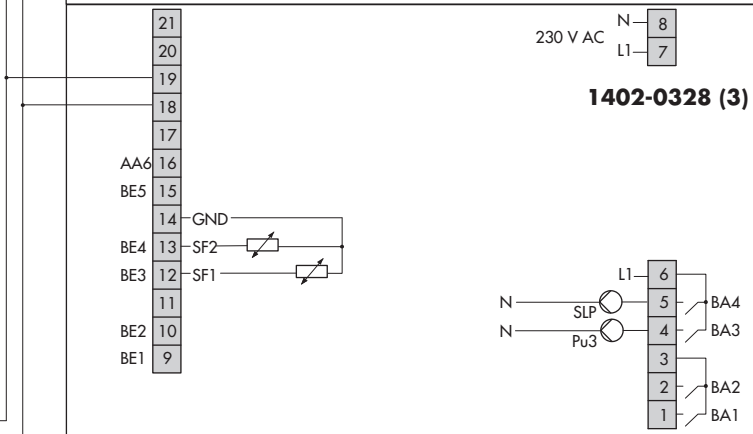 21
20
19
18
17
AA6 16
BE5 15
14 GND
BE4 13 SF2
BE3 12 SF1
11
BE2 10
BE1 9
230 V AC
N 8
L1 7
1402-0328 (3)
L1 6
N SLP 5 BA4
N Pu3 4 BA3
3
2 BA2
1 BA1